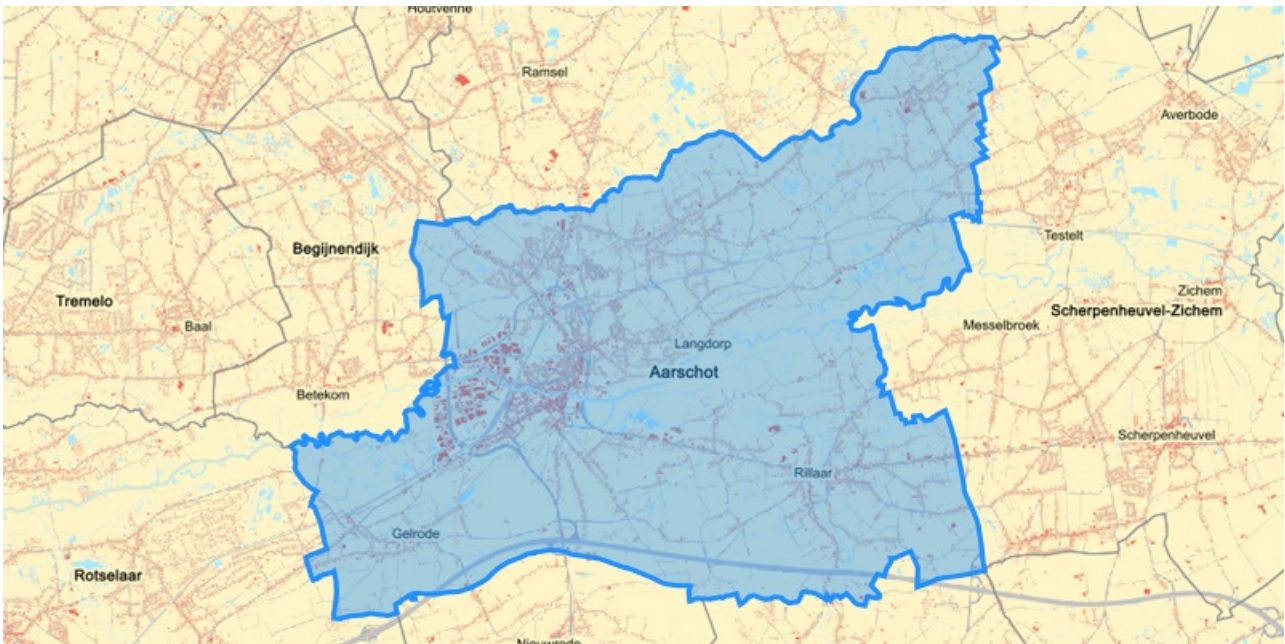 Houtvenne
Ramsel
Averbode
Begijnendijk
Testelt
Tremelo
Zichem
Scherpenheuvel-Zichem
Baal
Messelbroek
Langdorp
Aarschot
Betekom
Scherpenheuvel
Rillaar
Gelrode
Rotselaar
Nieuwrode